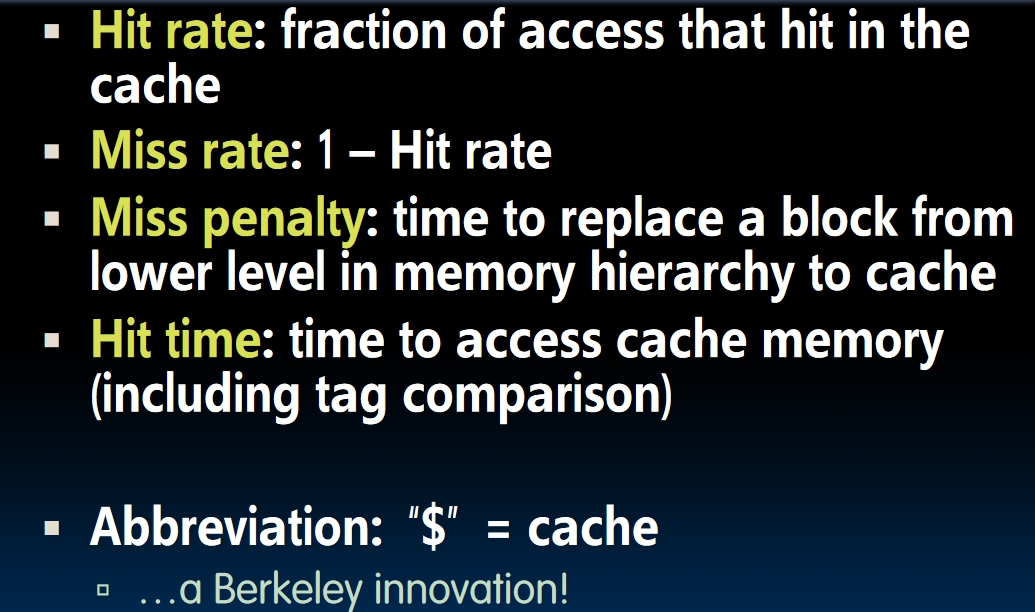 ▪ Hit rate: fraction of access that hit in the
cache
▪ Miss rate: 1 – Hit rate
▪ Miss penalty: time to replace a block from
lower level in memory hierarchy to cache
▪ Hit time: time to access cache memory
(including tag comparison)
▪ Abbreviation: "$" = cache
▫ …a Berkeley innovation!